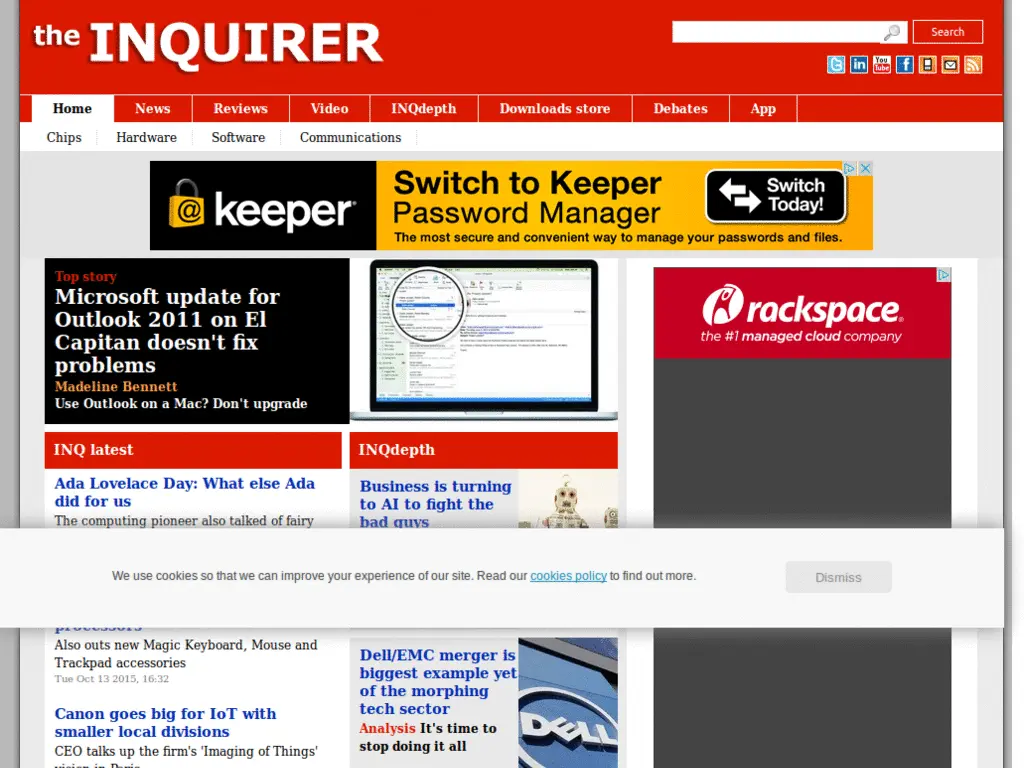 the INQUIRER
Search
Home
News
Reviews
Video
INQdepth
Downloads store
Debates
App
Chips
Hardware
Software
Communications
keeper
Switch to Keeper
Password Manager
The most secure and convenient way to manage your passwords and files.
Switch
Today!
Top story
Microsoft update for
Outlook 2011 on El
Capitan doesn't fix
problems
Madeline Bennett
Use Outlook on a Mac? Don't upgrade
rackspace
the #1 managed cloud company
INQ latest
Ada Lovelace Day: What else Ada
did for us
The computing pioneer also talked of fairy
INQdepth
Business is turning
to AI to fight the
bad guys
We use cookies so that we can improve your experience of our site. Read our cookies policy to find out more.
Dismiss
processors
Also outs new Magic Keyboard, Mouse and
Trackpad accessories
Tue Oct 13 2015, 16:32
Canon goes big for IoT with
smaller local divisions
CEO talks up the firm's 'Imaging of Things'
vision in Paris
Dell/EMC merger is
biggest example yet
of the morphing
tech sector
Analysis It's time to
stop doing it all
DELL